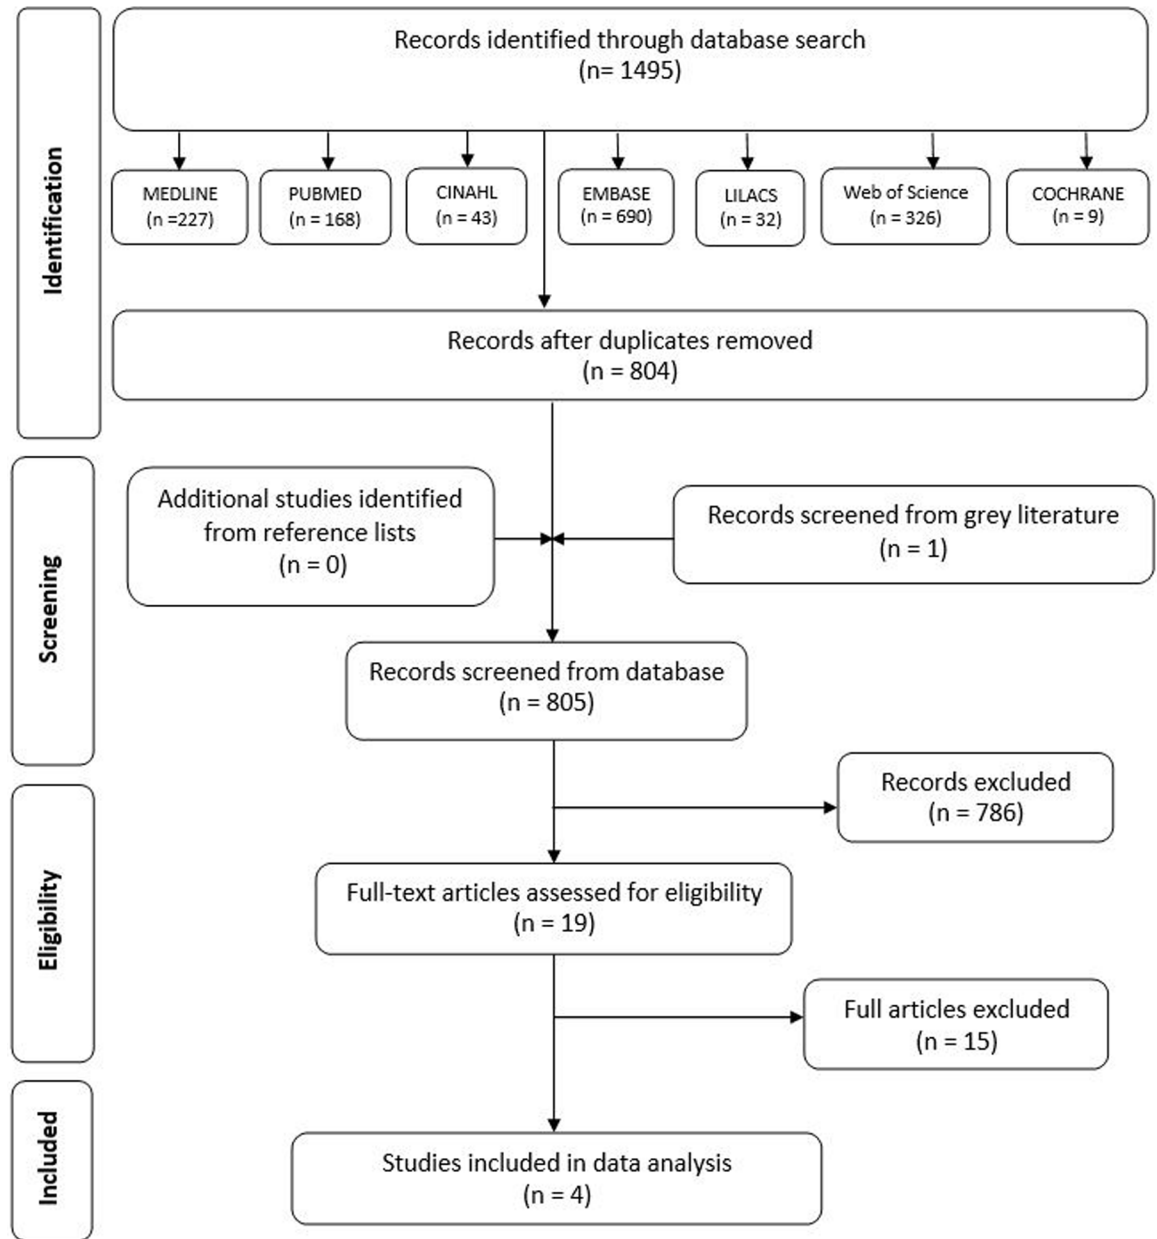 Identification
Records identified through database search
(n= 1495)
MEDLINE
(n =227)
PUBMED
(n = 168)
CINAHL
(n = 43)
EMBASE
(n = 690)
LILACS
(n = 32)
Web of Science
(n = 326)
COCHRANE
(n = 9)
Records after duplicates removed
(n = 804)
Screening
Additional studies identified
from reference lists
(n = 0)
Records screened from grey literature
(n = 1)
Records screened from database
(n = 805)
Eligibility
Records excluded
(n = 786)
Full-text articles assessed for eligibility
(n = 19)
Full articles excluded
(n = 15)
Included
Studies included in data analysis
(n = 4)